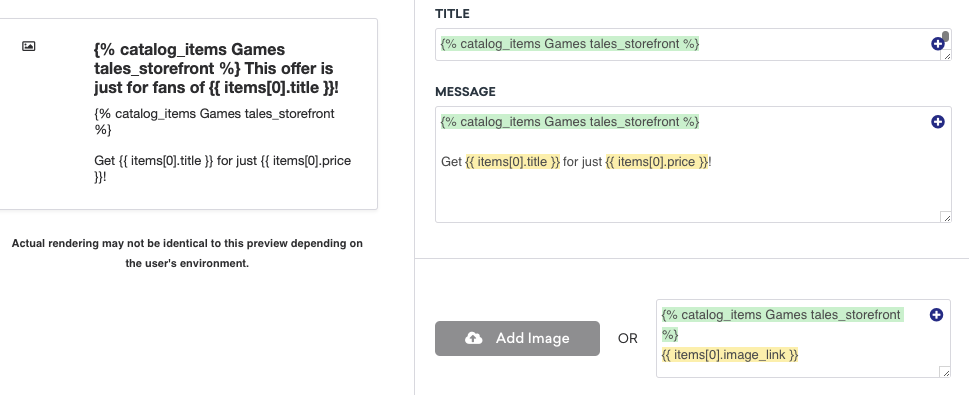 {% catalog_items Games
tales_storefront %} This offer is
just for fans of {{ items[0].title }}!
{% catalog_items Games tales_storefront
%}
Get {{ items[0].title }} for just {{ items[0].price
}}!
Actual rendering may not be identical to this preview depending on
the user's environment.
TITLE
{% catalog_items Games tales_storefront %}
MESSAGE
{% catalog_items Games tales_storefront %}
Get {{ items[0].title }} for just {{ items[0].price }}!
Add Image
OR
{% catalog_items Games tales_storefront
%}
{{ items[0].image_link }}